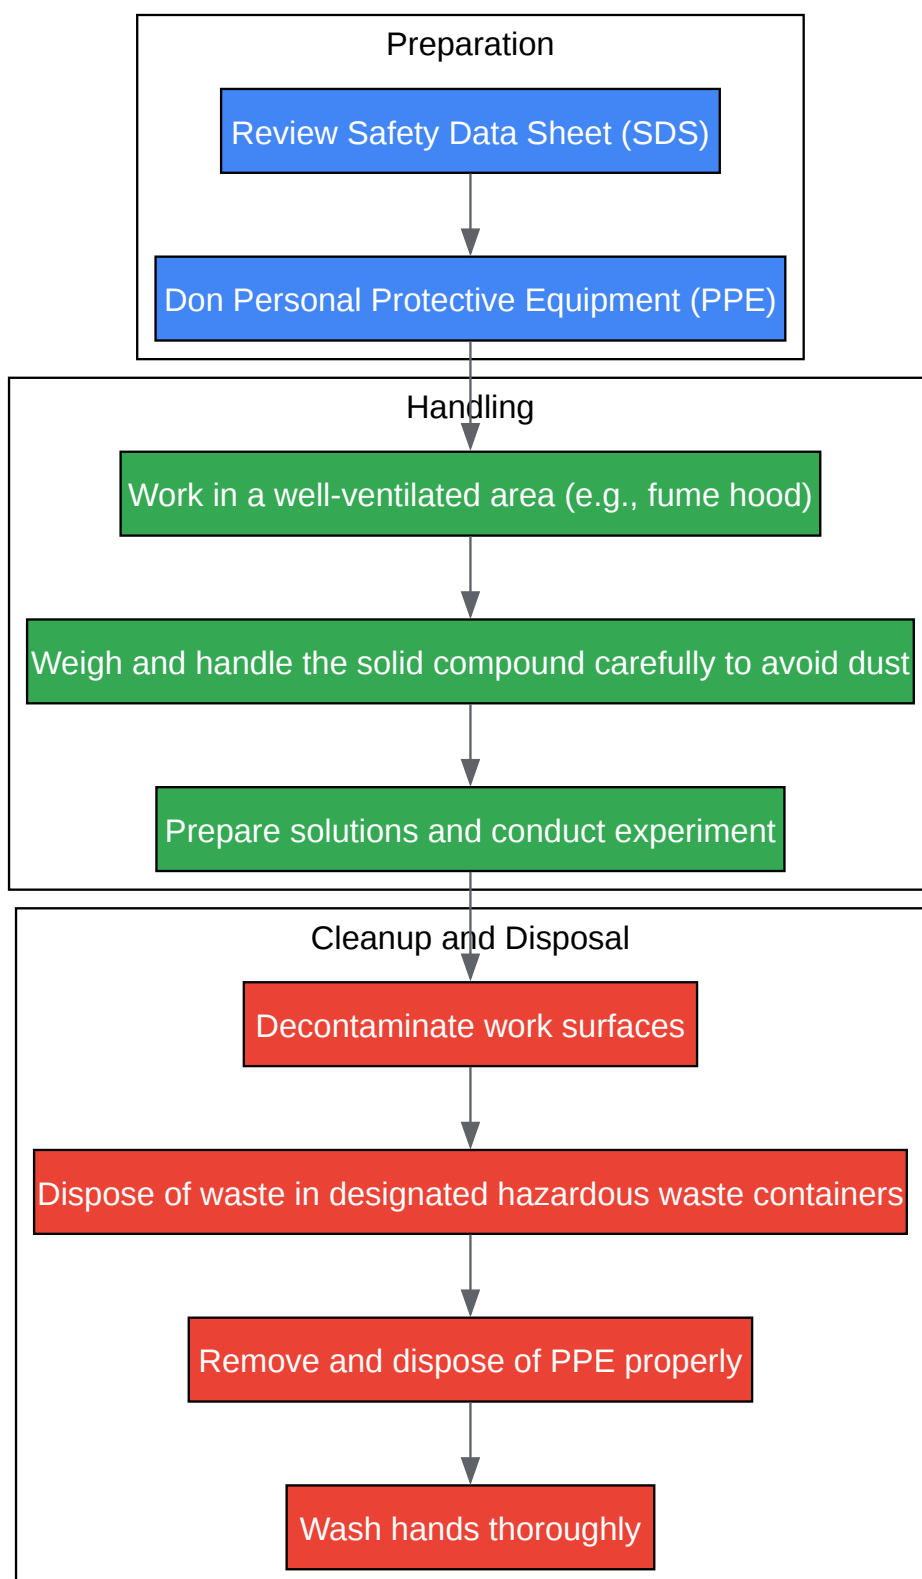 Preparation
Review Safety Data Sheet (SDS)
Don Personal Protective Equipment (PPE)
Handling
Work in a well-ventilated area (e.g., fume hood)
Weigh and handle the solid compound carefully to avoid dust
Prepare solutions and conduct experiment
Cleanup and Disposal
Decontaminate work surfaces
Dispose of waste in designated hazardous waste containers
Remove and dispose of PPE properly
Wash hands thoroughly